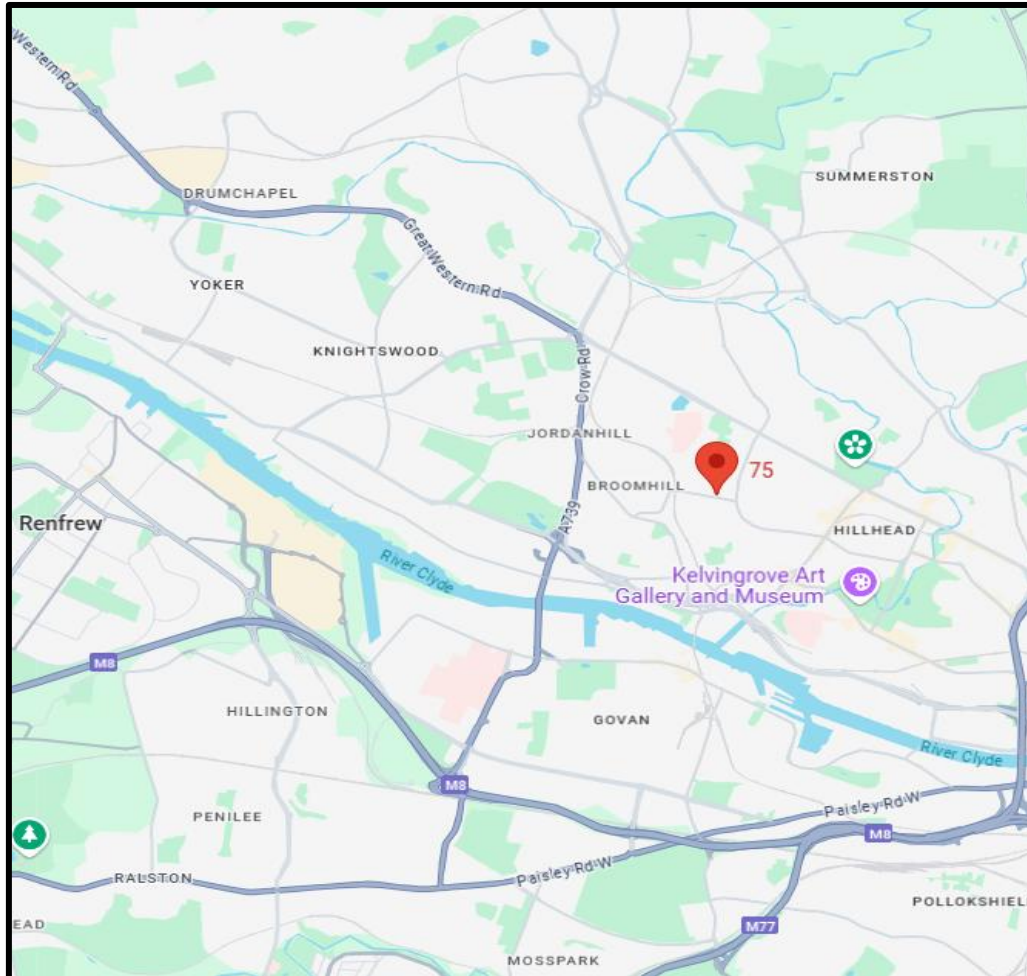 Western Rd
SUMMERSTON
DRUMCHAPEL
Great Western Rd
YOKER
KNIGHTSWOOD
Crow Rd
JORDANHILL
75
BROOMHILL
A739
Renfrew
HILLHEAD
River Clyde
Kelvingrove Art
Gallery and Museum
M8
HILLINGTON
GOVAN
River Clyde
M8
PENILEE
Paisley Rd W
M8
RALSTON
Paisley Rd W
POLLOKSHIEL
EAD
M77
MOSSPARK